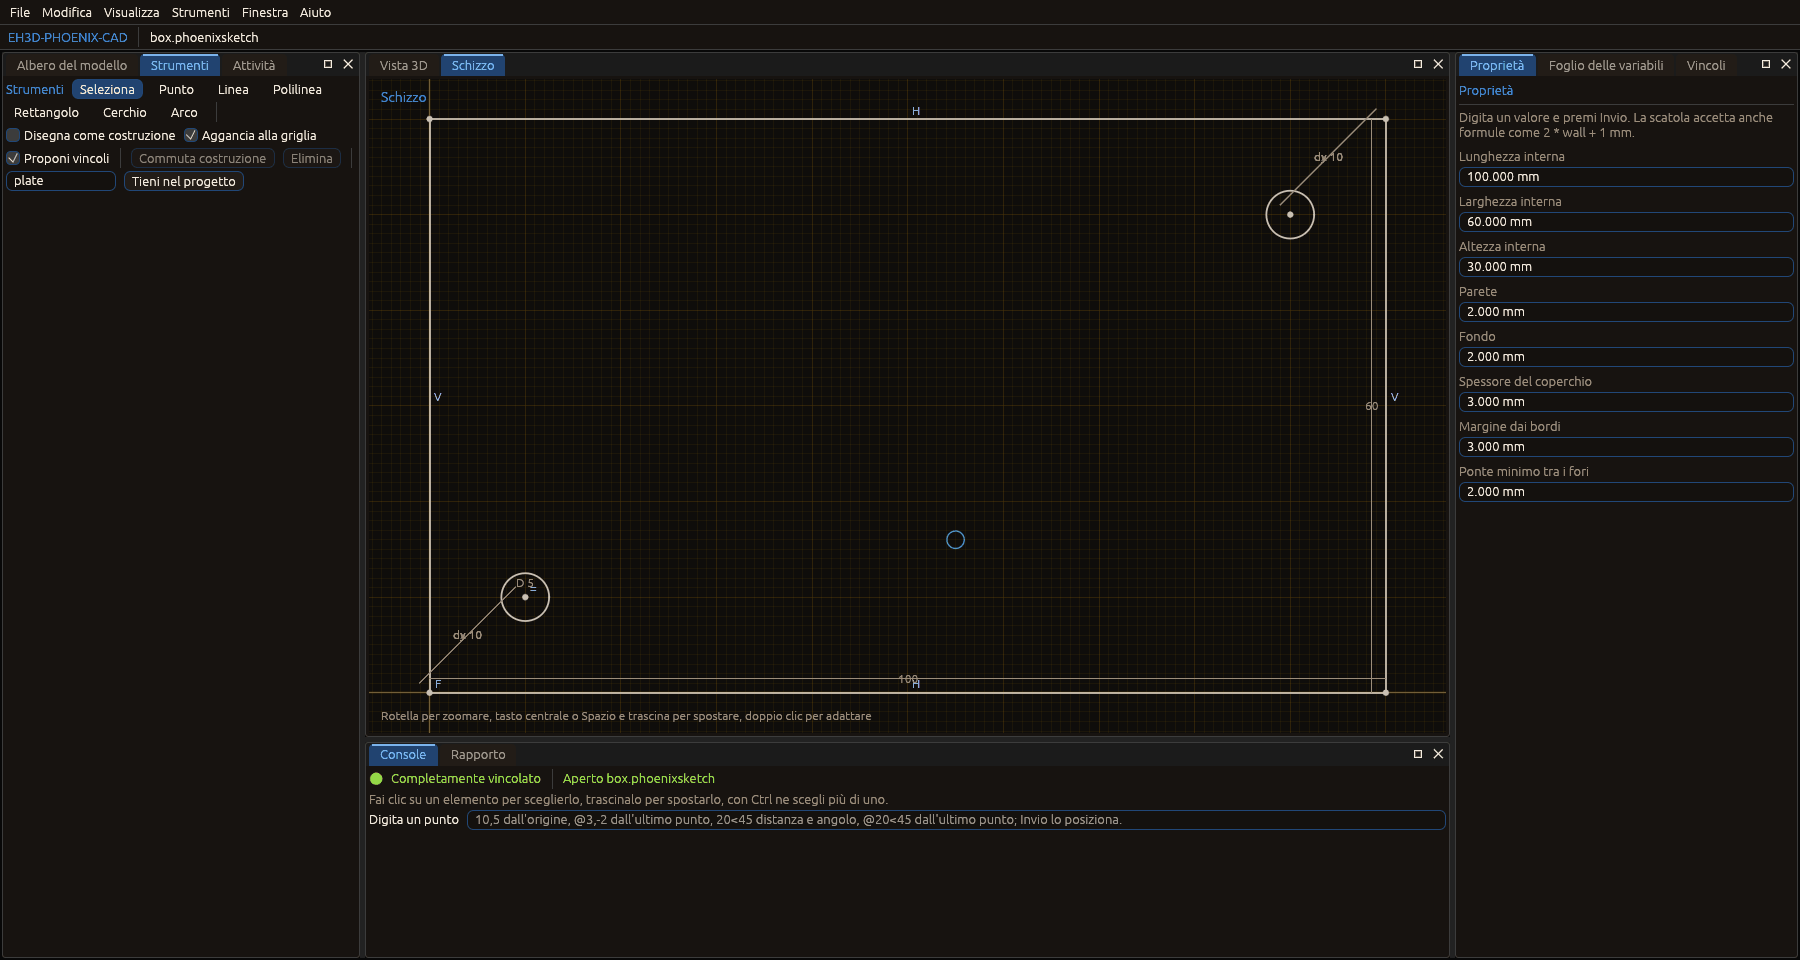 File Modifica Visualizza Strumenti Finestra Aiuto
EH3D-PHOENIX-CAD box.phoenixsketch
Albero del modello Strumenti Attività
Strumenti Seleziona Punto Linea Polilinea
Rettangolo Cerchio Arco
Disegna come costruzione Aggancia alla griglia
Proponi vincoli Commuta costruzione Elimina
plate Tieni nel progetto
Vista 3D Schizzo
Schizzo
H
10
V
60
V
D 5
=
10
F
100
H
Rotella per zoomare, tasto centrale o Spazio e trascina per spostare, doppio clic per adattare
Console Rapporto
Completamente vincolato Aperto box.phoenixsketch
Fai clic su un elemento per sceglierlo, trascinalo per spostarlo, con Ctrl ne scegli più di uno.
Digita un punto 10,5 dall'origine, @3,-2 dall'ultimo punto, 20<45 distanza e angolo, @20<45 dall'ultimo punto; Invio lo posiziona.
Proprietà Foglio delle variabili Vincoli
Proprietà
Digita un valore e premi Invio. La scatola accetta anche
formule come 2 * wall + 1 mm.
Lunghezza interna
100.000 mm
Larghezza interna
60.000 mm
Altezza interna
30.000 mm
Parete
2.000 mm
Fondo
2.000 mm
Spessore del coperchio
3.000 mm
Margine dai bordi
3.000 mm
Ponte minimo tra i fori
2.000 mm